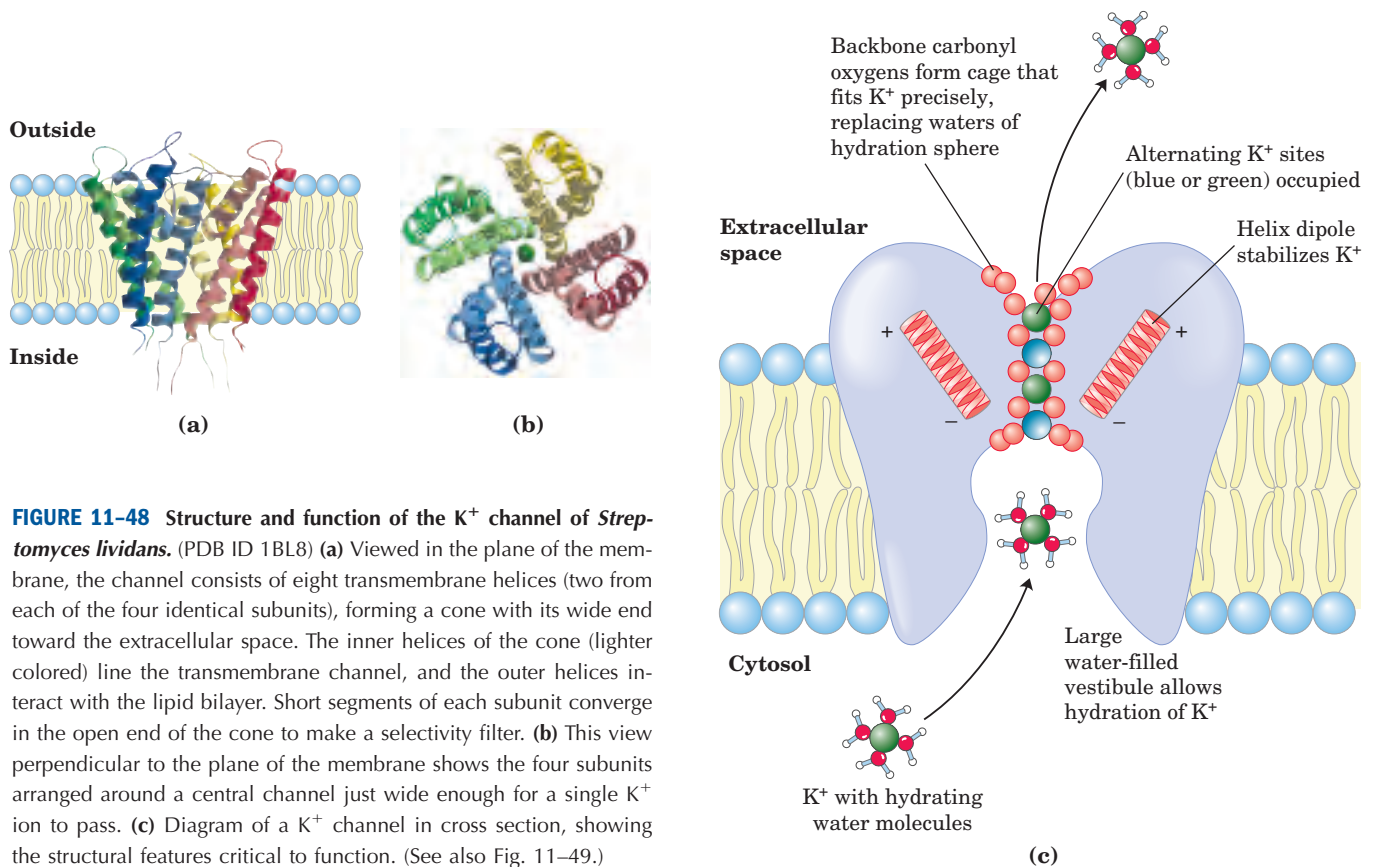 Outside
Inside
(a)
(b)
FIGURE 11–48 Structure and function of the K⁺ channel of Strep-
tomyces lividans. (PDB ID 1BL8) (a) Viewed in the plane of the mem-
brane, the channel consists of eight transmembrane helices (two from
each of the four identical subunits), forming a cone with its wide end
toward the extracellular space. The inner helices of the cone (lighter
colored) line the transmembrane channel, and the outer helices in-
teract with the lipid bilayer. Short segments of each subunit converge
in the open end of the cone to make a selectivity filter. (b) This view
perpendicular to the plane of the membrane shows the four subunits
arranged around a central channel just wide enough for a single K⁺
ion to pass. (c) Diagram of a K⁺ channel in cross section, showing
the structural features critical to function. (See also Fig. 11–49.)
Backbone carbonyl
oxygens form cage that
fits K⁺ precisely,
replacing waters of
hydration sphere
Alternating K⁺ sites
(blue or green) occupied
Extracellular
space
Helix dipole
stabilizes K⁺
+
+
−
−
Cytosol
Large
water-filled
vestibule allows
hydration of K⁺
K⁺ with hydrating
water molecules
(c)